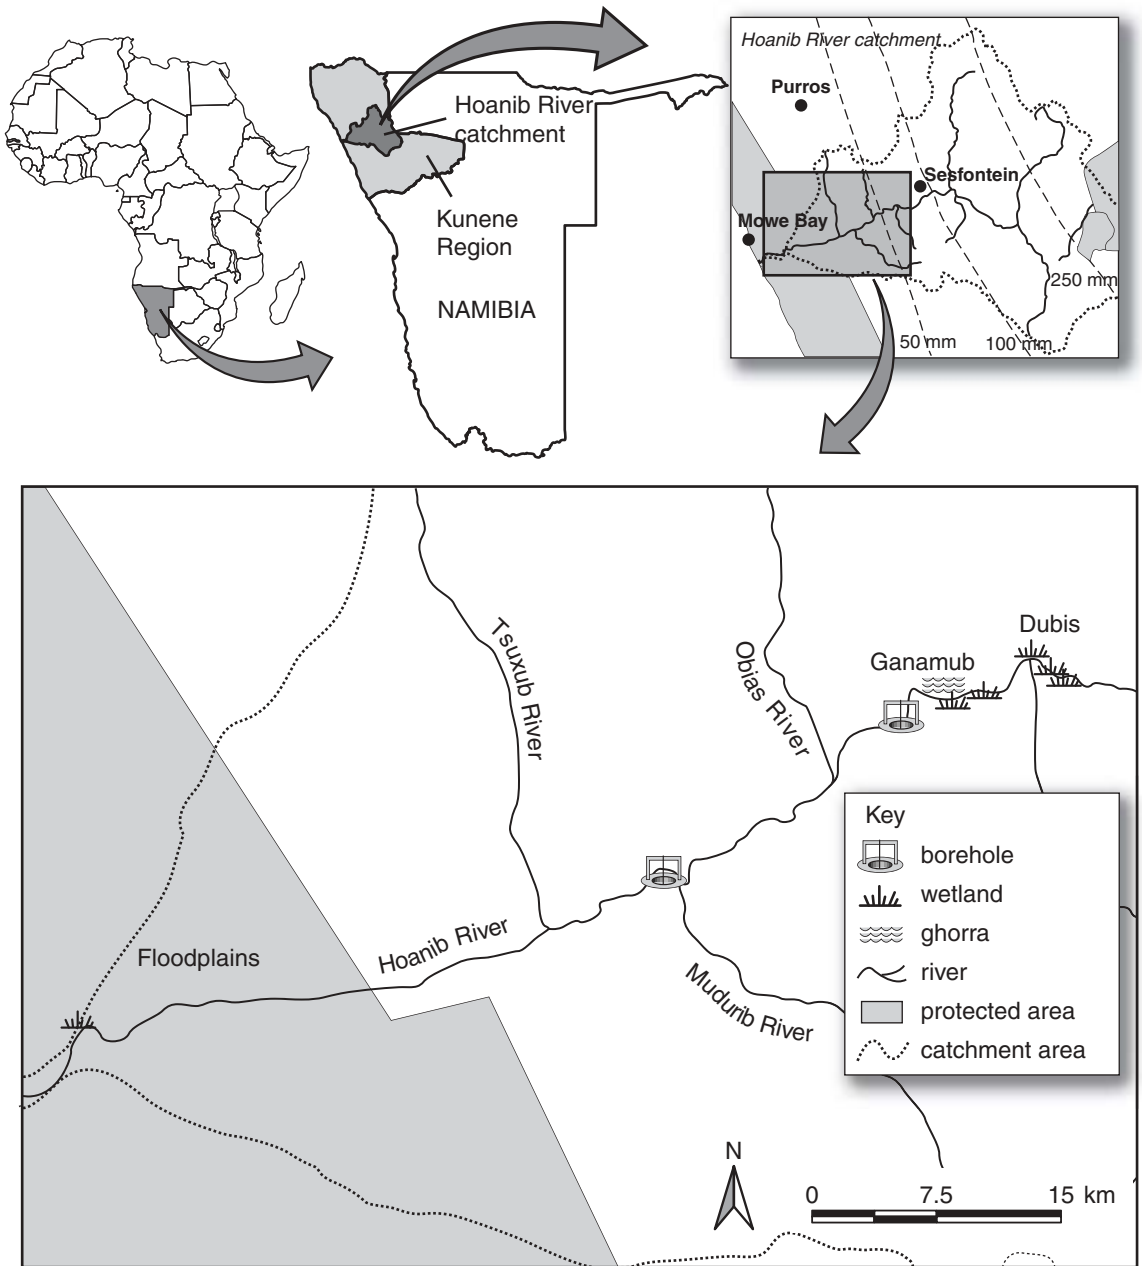 Hoanib River catchment
Purros
Sesfontein
Mowe Bay
250 mm
50 mm
100 mm
Hoanib River
catchment
Kunene
Region
NAMIBIA
Dubis
Ganamub
Tsuxub River
Obias River
Hoanib River
Mudurib River
Floodplains
Key
borehole
wetland
ghorra
river
protected area
catchment area
N
0 7.5 15 km